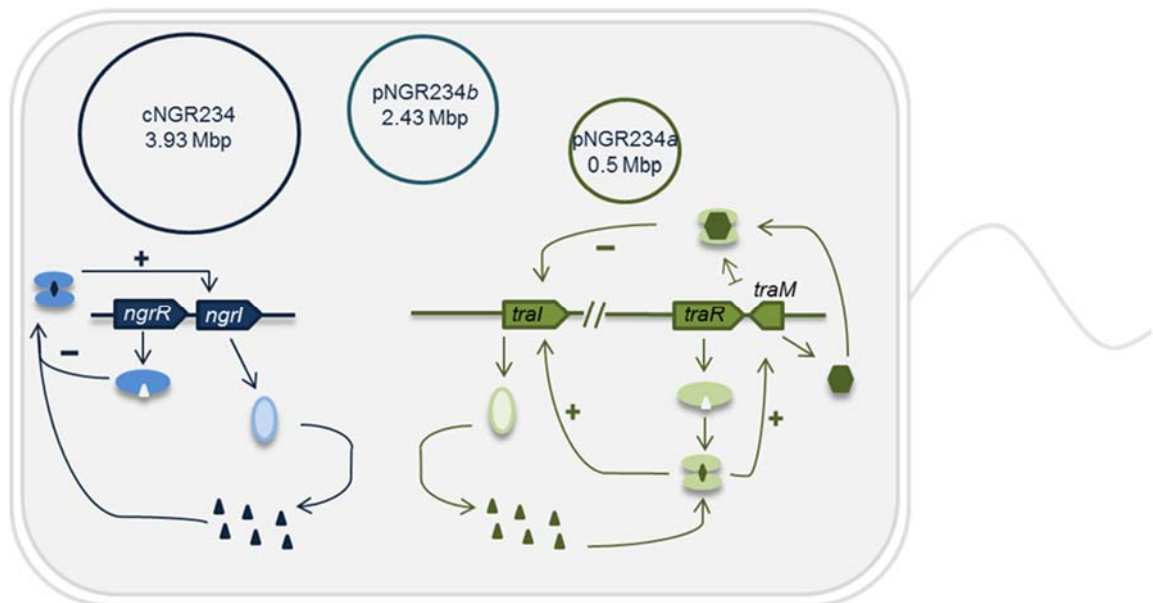 cNGR234
3.93 Mbp
pNGR234b
2.43 Mbp
pNGR234a
0.5 Mbp
+
−
traM
ngrR
ngrI
traI
traR
−
+
+